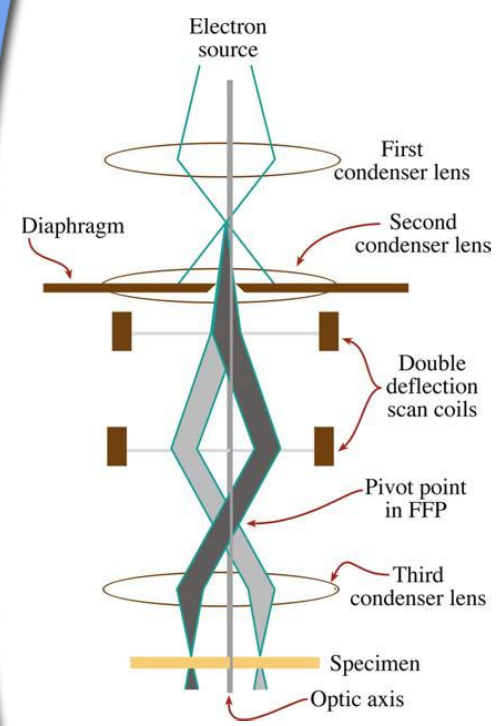 Electron
source
First
condenser lens
Diaphragm
Second
condenser lens
Double
deflection
scan coils
Pivot point
in FFP
Third
condenser lens
Specimen
Optic axis